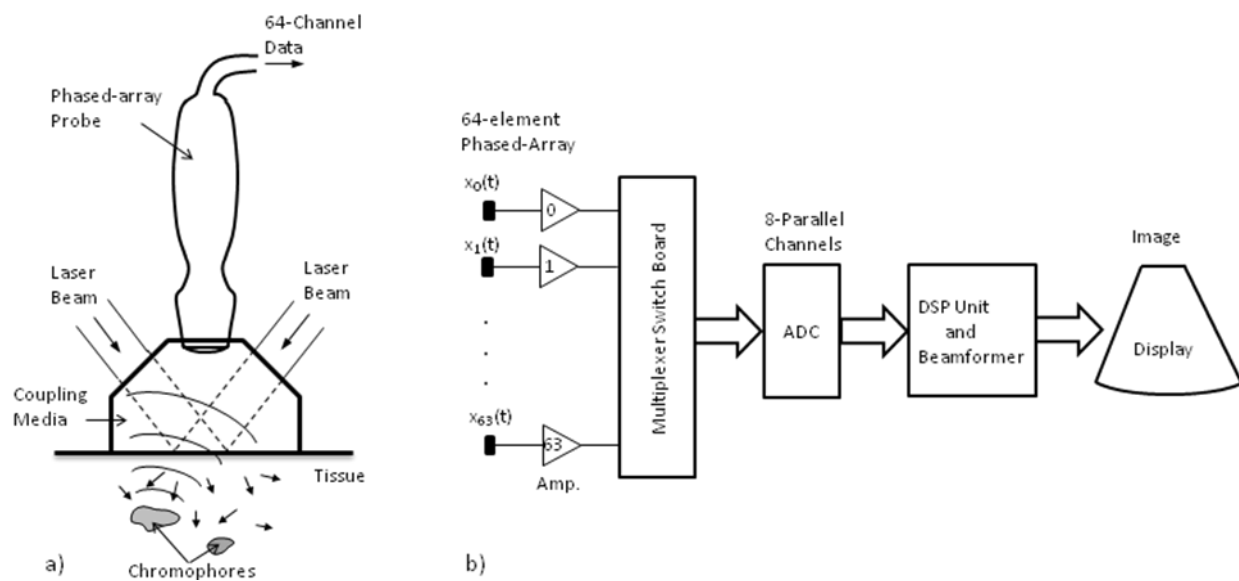 64-Channel
Data
Phased-array
Probe
Laser
Beam
Laser
Beam
Coupling
Media
Tissue
Chromophores
a)
64-element
Phased-Array
x₀(t)
0
x₁(t)
1
.
.
.
.
x₆₃(t)
63
Amp.
Multiplexer Switch Board
8-Parallel
Channels
ADC
DSP Unit
and
Beamformer
Image
Display
b)